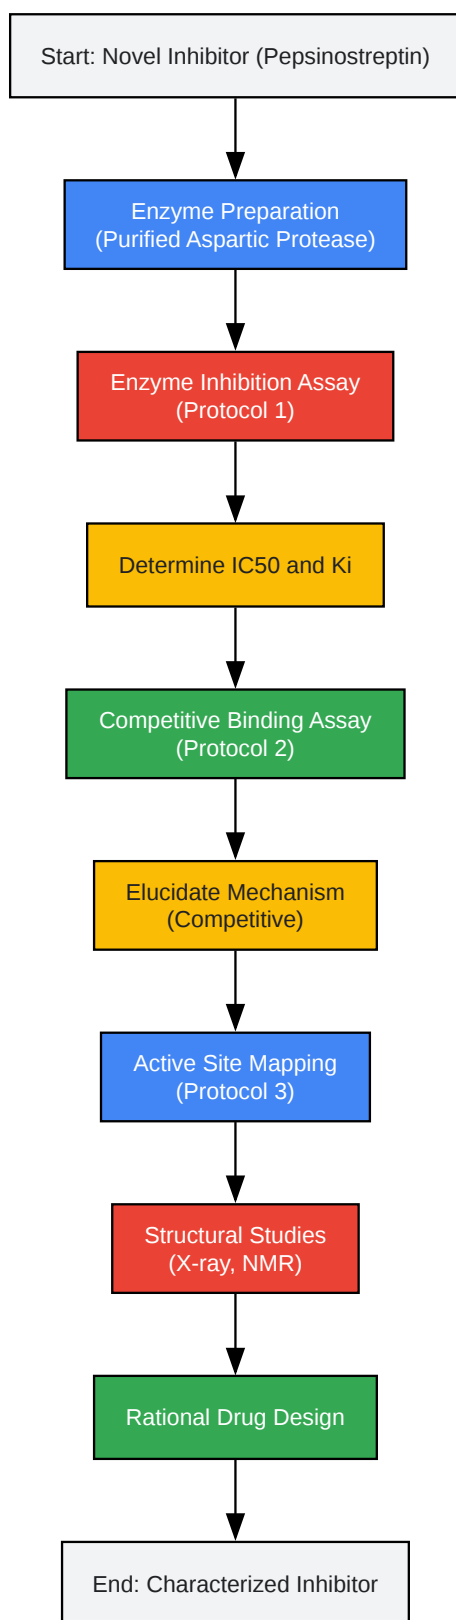 Start: Novel Inhibitor (Pepsinostreptin)
Enzyme Preparation
(Purified Aspartic Protease)
Enzyme Inhibition Assay
(Protocol 1)
Determine IC50 and Ki
Competitive Binding Assay
(Protocol 2)
Elucidate Mechanism
(Competitive)
Active Site Mapping
(Protocol 3)
Structural Studies
(X-ray, NMR)
Rational Drug Design
End: Characterized Inhibitor